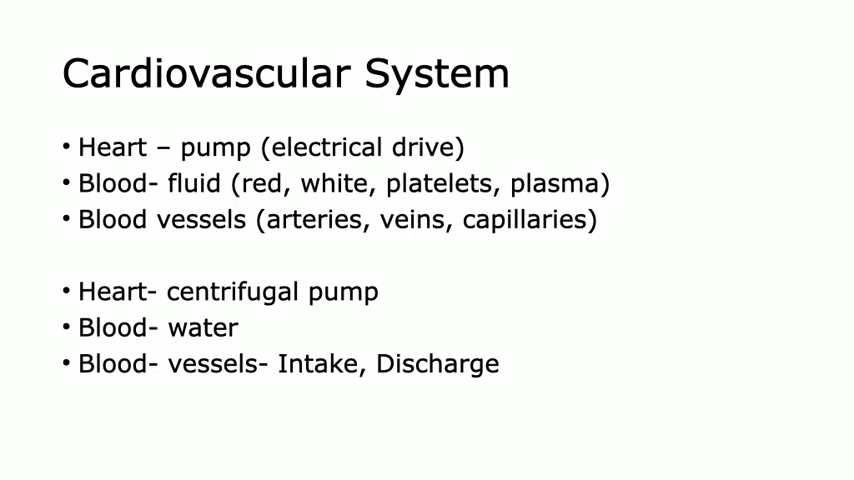 Cardiovascular System
• Heart – pump (electrical drive)
• Blood- fluid (red, white, platelets, plasma)
• Blood vessels (arteries, veins, capillaries)
• Heart- centrifugal pump
• Blood- water
• Blood- vessels- Intake, Discharge